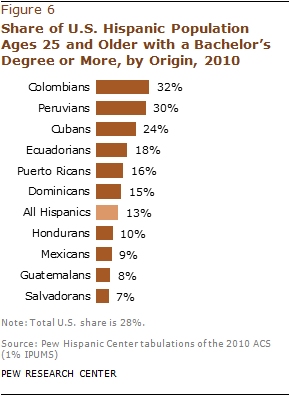 Figure 6
Share of U.S. Hispanic Population
Ages 25 and Older with a Bachelor's
Degree or More, by Origin, 2010
Colombians 32%
Peruvians 30%
Cubans 24%
Ecuadorians 18%
Puerto Ricans 16%
Dominicans 15%
All Hispanics 13%
Hondurans 10%
Mexicans 9%
Guatemalans 8%
Salvadorans 7%
Note: Total U.S. share is 28%.
Source: Pew Hispanic Center tabulations of the 2010 ACS
(1% IPUMS)
PEW RESEARCH CENTER